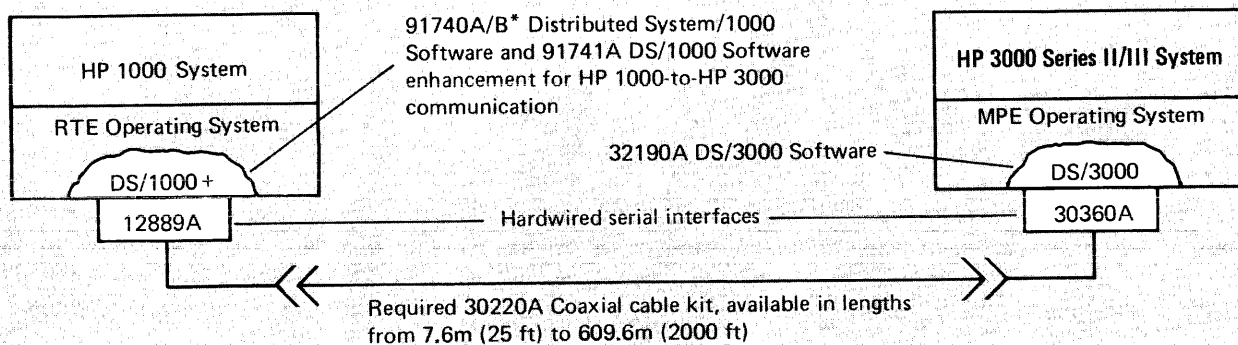 91740A/B* Distributed System/1000
Software and 91741A DS/1000 Software
enhancement for HP 1000-to-HP 3000
communication
HP 1000 System
RTE Operating System
DS/1000 +
12889A
HP 3000 Series II/III System
MPE Operating System
32190A DS/3000 Software
DS/3000
30360A
Hardwired serial interfaces
Required 30220A Coaxial cable kit, available in lengths
from 7.6m (25 ft) to 609.6m (2000 ft)